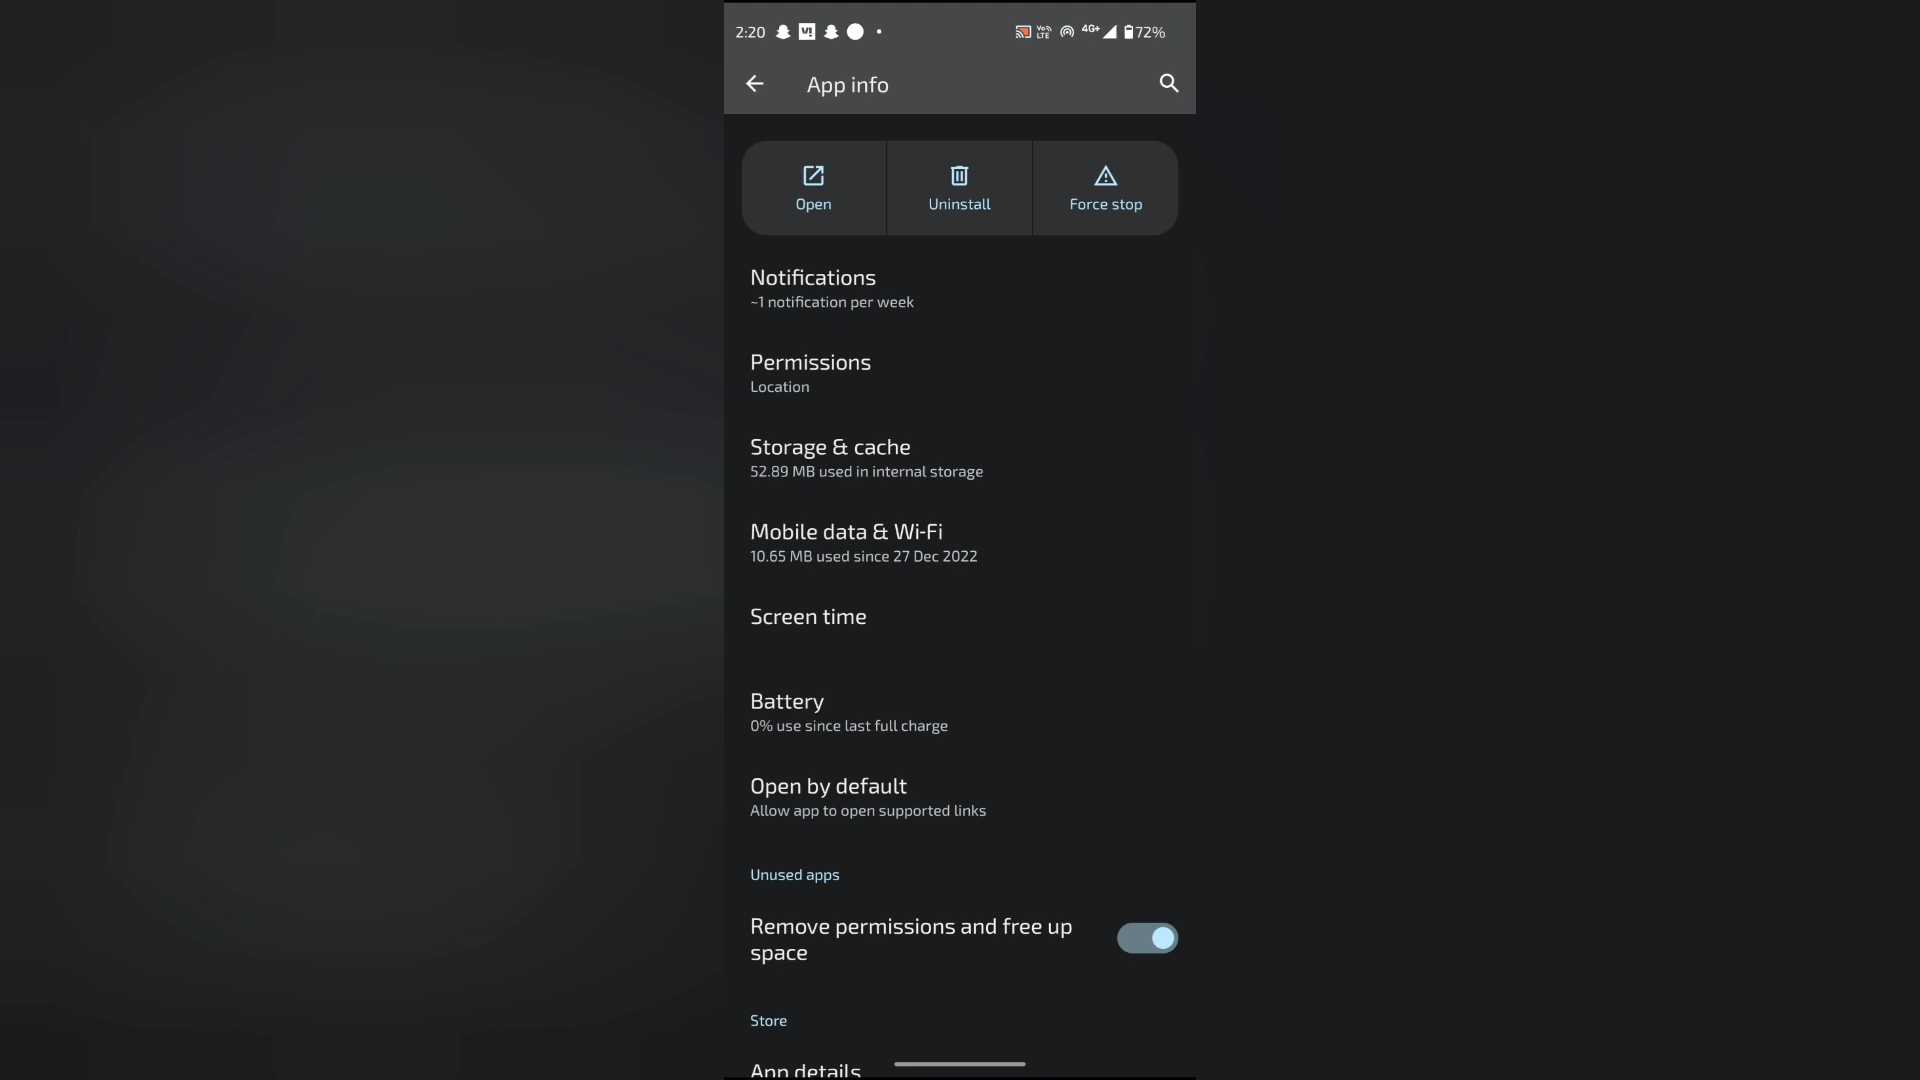 2:20 V! VoLTE 4G+ 72%
App info
Open Uninstall Force stop
Notifications
~1 notification per week
Permissions
Location
Storage & cache
52.89 MB used in internal storage
Mobile data & Wi-Fi
10.65 MB used since 27 Dec 2022
Screen time
Battery
0% use since last full charge
Open by default
Allow app to open supported links
Unused apps
Remove permissions and free up
space
Store
App details